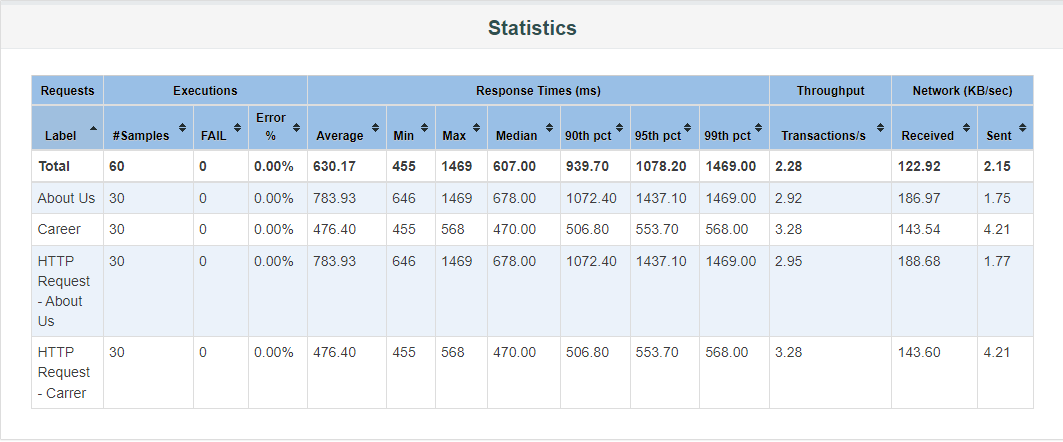 Statistics
Requests Executions Response Times (ms) Throughput Network (KB/sec)
Label #Samples FAIL Error % Average Min Max Median 90th pct 95th pct 99th pct Transactions/s Received Sent
Total 60 0 0.00% 630.17 455 1469 607.00 939.70 1078.20 1469.00 2.28 122.92 2.15
About Us 30 0 0.00% 783.93 646 1469 678.00 1072.40 1437.10 1469.00 2.92 186.97 1.75
Career 30 0 0.00% 476.40 455 568 470.00 506.80 553.70 568.00 3.28 143.54 4.21
HTTP 30 0 0.00% 783.93 646 1469 678.00 1072.40 1437.10 1469.00 2.95 188.68 1.77
Request
- About
Us
HTTP 30 0 0.00% 476.40 455 568 470.00 506.80 553.70 568.00 3.28 143.60 4.21
Request
- Carrer